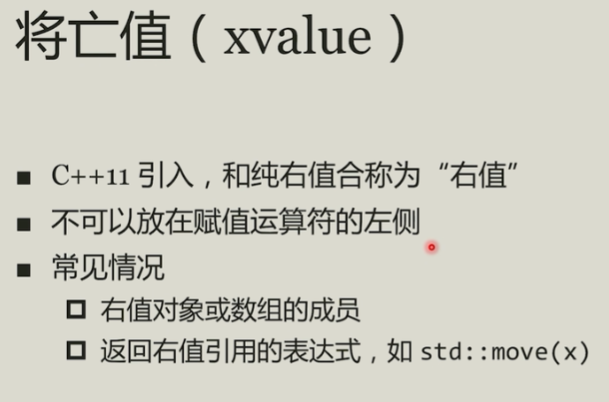 将亡值（xvalue）
C++11 引入，和纯右值合称为“右值”
不可以放在赋值运算符的左侧
常见情况
右值对象或数组的成员
返回右值引用的表达式，如 std::move(x)